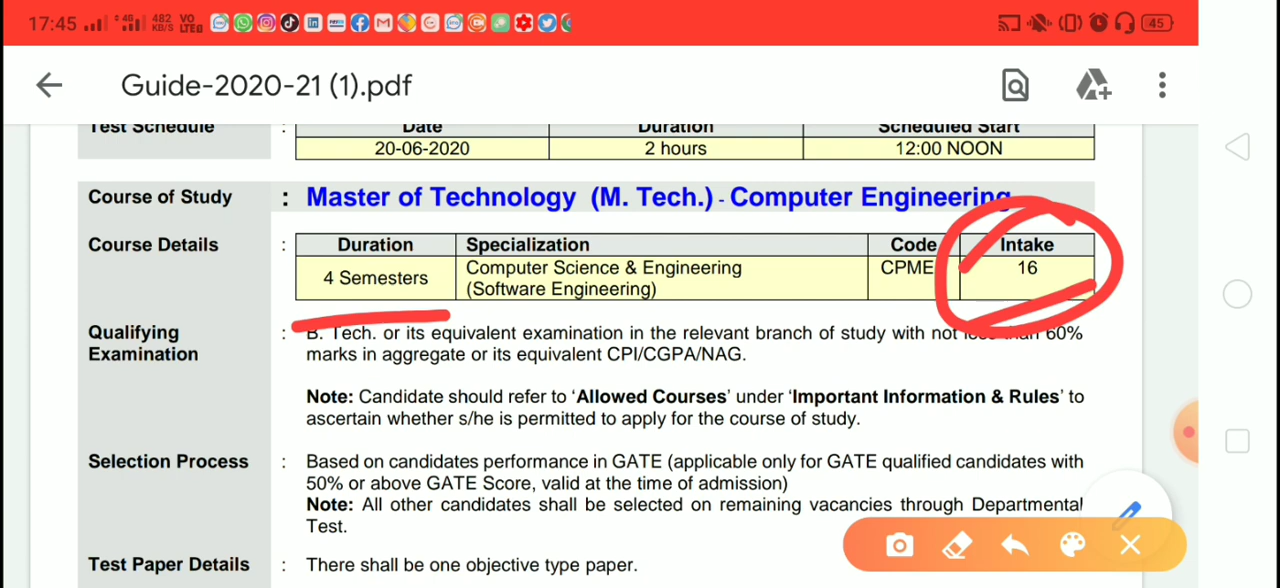 17:45 4G 482 KB/S VO LTE 45
Guide-2020-21 (1).pdf
Test Schedule : Date Duration Scheduled Start
20-06-2020 2 hours 12:00 NOON
Course of Study : Master of Technology (M. Tech.) - Computer Engineering
Course Details : Duration Specialization Code Intake
4 Semesters Computer Science & Engineering CPME 16
(Software Engineering)
Qualifying : B. Tech. or its equivalent examination in the relevant branch of study with not less than 60%
Examination marks in aggregate or its equivalent CPI/CGPA/NAG.
Note: Candidate should refer to ‘Allowed Courses’ under ‘Important Information & Rules’ to
ascertain whether s/he is permitted to apply for the course of study.
Selection Process : Based on candidates performance in GATE (applicable only for GATE qualified candidates with
50% or above GATE Score, valid at the time of admission)
Note: All other candidates shall be selected on remaining vacancies through Departmental
Test.
Test Paper Details : There shall be one objective type paper.